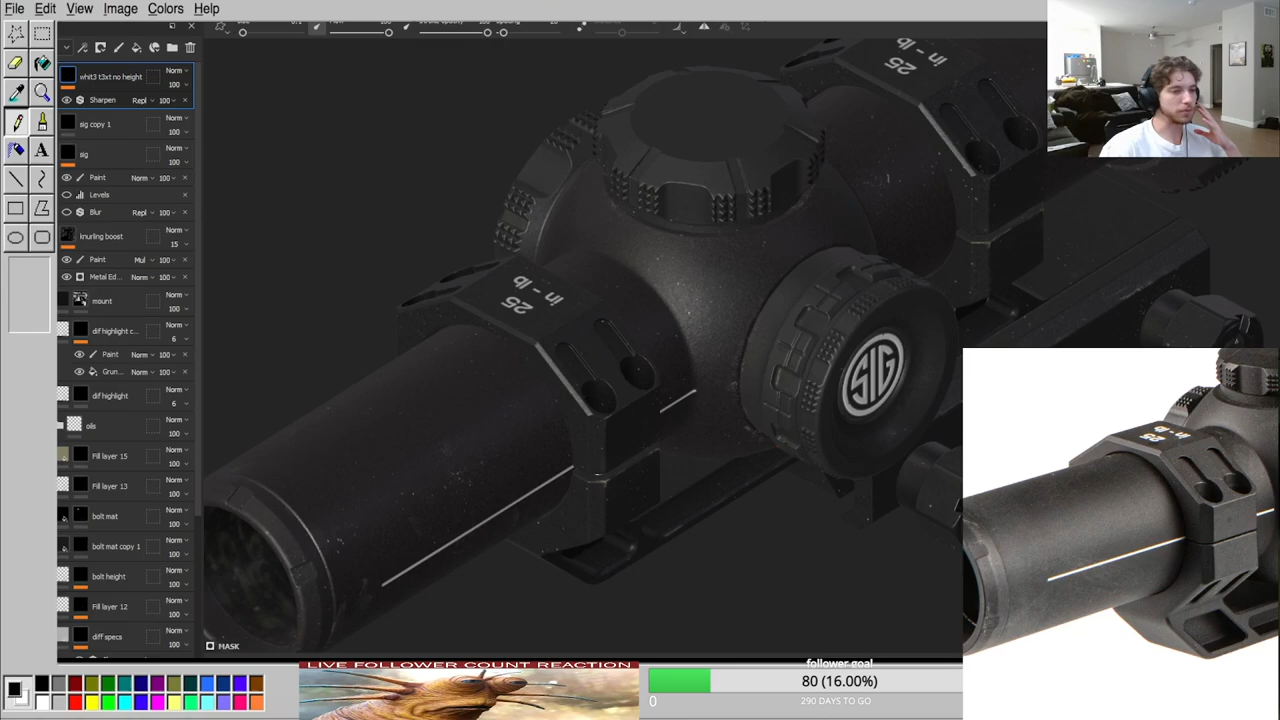 File Edit View Image Colors Help
whit3 t3xt no height Norm
100
Sharpen Repl 100
sig copy 1 Norm
100
sig Norm
100
Paint Norm 100
Levels
Blur Repl 100
knurling boost Norm
15
Paint Mul 100
Metal Ed... Norm 100
mount Norm
100
dif highlight c... Norm
6
Paint Norm 100
Grun... Norm 100
dif highlight Norm
6
olis Norm
100
Fill layer 15 Norm
100
Fill layer 13 Norm
100
bolt mat Norm
100
bolt mat copy 1 Norm
100
bolt height Norm
100
Fill layer 12 Norm
100
diff specs Norm
100
A
MASK
25
in - lb
25
in - lb
SIG
25
in - lb
LIVE FOLLOWER COUNT REACTION
follower goal
80 (16.00%)
0
290 DAYS TO GO